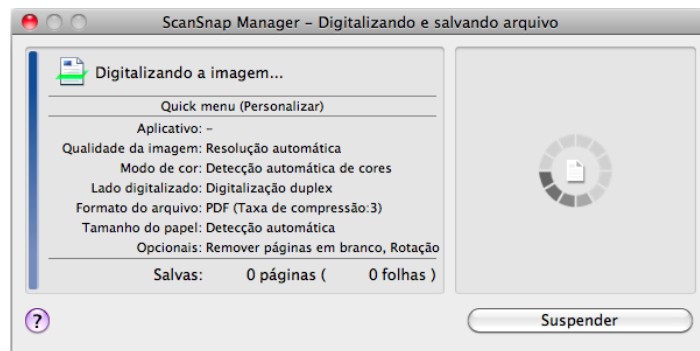 ScanSnap Manager – Digitalizando e salvando arquivo
Digitalizando a imagem...
Quick menu (Personalizar)
Aplicativo: –
Qualidade da imagem: Resolução automática
Modo de cor: Detecção automática de cores
Lado digitalizado: Digitalização duplex
Formato do arquivo: PDF (Taxa de compressão:3)
Tamanho do papel: Detecção automática
Opcionais: Remover páginas em branco, Rotação
Salvas: 0 páginas ( 0 folhas )
?
Suspender